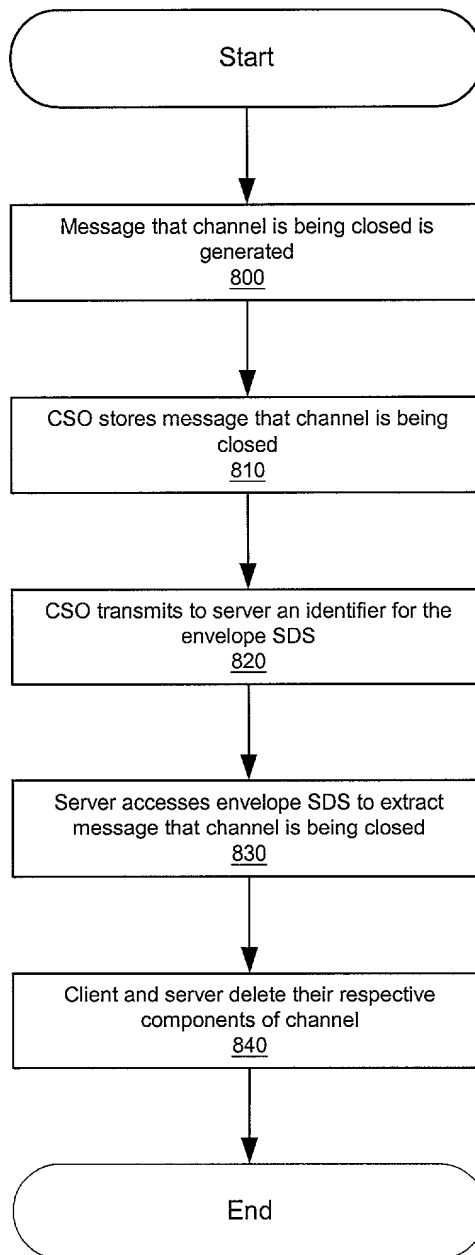 Start
Message that channel is being closed is
generated
800
CSO stores message that channel is being
closed
810
CSO transmits to server an identifier for the
envelope SDS
820
Server accesses envelope SDS to extract
message that channel is being closed
830
Client and server delete their respective
components of channel
840
End